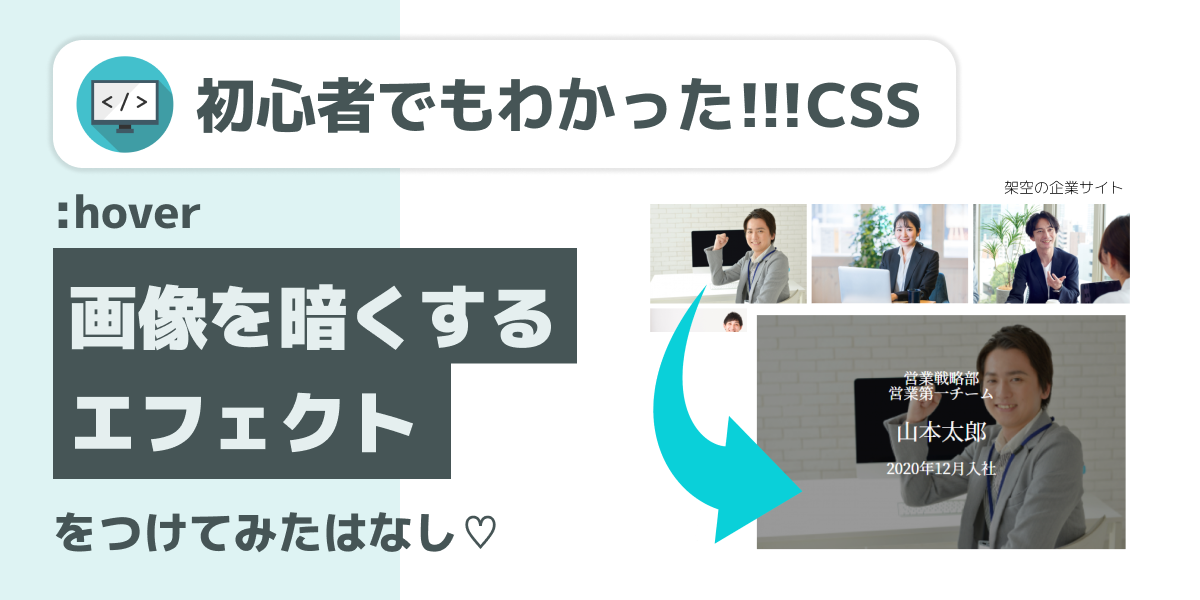 </> 初心者でもわかった!!!CSS
:hover
画像を暗くする
エフェクト
をつけてみたはなし♡
架空の企業サイト
営業戦略部
営業第一チーム
山本太郎
2020年12月入社